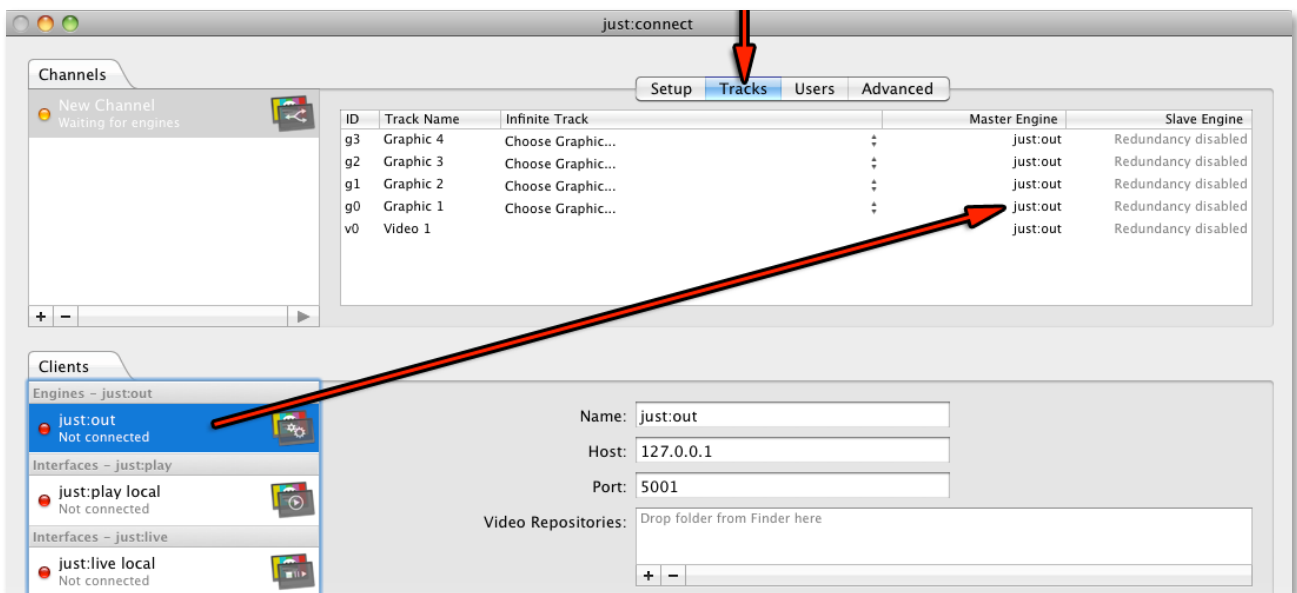 just:connect
Channels
Setup Tracks Users Advanced
New Channel
Waiting for engines
ID Track Name Infinite Track Master Engine Slave Engine
g3 Graphic 4 Choose Graphic... just:out Redundancy disabled
g2 Graphic 3 Choose Graphic... just:out Redundancy disabled
g1 Graphic 2 Choose Graphic... just:out Redundancy disabled
g0 Graphic 1 Choose Graphic... just:out Redundancy disabled
v0 Video 1 just:out Redundancy disabled
+ −
Clients
Engines – just:out
just:out
Not connected
Interfaces – just:play
just:play local
Not connected
Interfaces – just:live
just:live local
Not connected
Name: just:out
Host: 127.0.0.1
Port: 5001
Video Repositories: Drop folder from Finder here
+ −